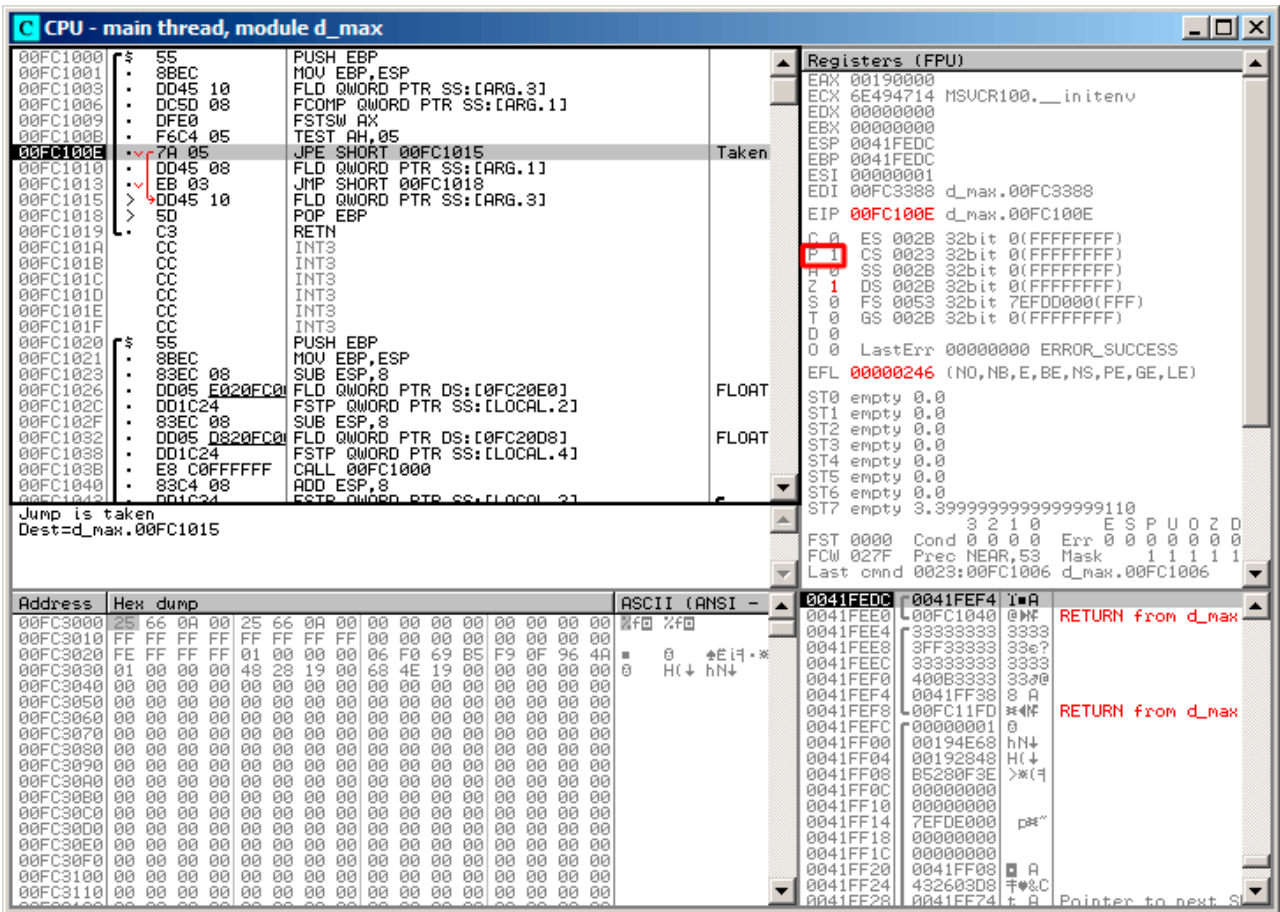 C CPU - main thread, module d_max
00FC1000 $ 55 PUSH EBP
00FC1001 · 8BEC MOV EBP,ESP
00FC1003 · DD45 10 FLD QWORD PTR SS:[ARG.3]
00FC1006 · DC5D 08 FCOMP QWORD PTR SS:[ARG.1]
00FC1009 · DFE0 FSTSW AX
00FC100B · F6C4 05 TEST AH,05
00FC100E · 7A 05 JPE SHORT 00FC1015 Taken
00FC1010 · DD45 08 FLD QWORD PTR SS:[ARG.1]
00FC1013 · EB 03 JMP SHORT 00FC1018
00FC1015 > DD45 10 FLD QWORD PTR SS:[ARG.3]
00FC1018 > 5D POP EBP
00FC1019 · C3 RETN
00FC101A CC INT3
00FC101B CC INT3
00FC101C CC INT3
00FC101D CC INT3
00FC101E CC INT3
00FC101F CC INT3
00FC1020 $ 55 PUSH EBP
00FC1021 · 8BEC MOV EBP,ESP
00FC1023 · 83EC 08 SUB ESP,8
00FC1026 · DD05 E020FC0 FLD QWORD PTR DS:[0FC20E0] FLOAT
00FC102C · DD1C24 FSTP QWORD PTR SS:[LOCAL.2]
00FC102F · 83EC 08 SUB ESP,8
00FC1032 · DD05 D820FC0 FLD QWORD PTR DS:[0FC20D8] FLOAT
00FC1038 · DD1C24 FSTP QWORD PTR SS:[LOCAL.4]
00FC103B · E8 C0FFFFFF CALL 00FC1000
00FC1040 · 83C4 08 ADD ESP,8
00FC1043 · DD1C24 FSTP QWORD PTR SS:[LOCAL.2]
Jump is taken
Dest=d_max.00FC1015
Registers (FPU)
EAX 00190000
ECX 6E494714 MSVCR100.__initenv
EDX 00000000
EBX 00000000
ESP 0041FEDC
EBP 0041FEDC
ESI 00000001
EDI 00FC3388 d_max.00FC3388
EIP 00FC100E d_max.00FC100E
C 0 ES 002B 32bit 0(FFFFFFFF)
P 1 CS 0023 32bit 0(FFFFFFFF)
A 0 SS 002B 32bit 0(FFFFFFFF)
Z 1 DS 002B 32bit 0(FFFFFFFF)
S 0 FS 0053 32bit 7EFDD000(FFF)
T 0 GS 002B 32bit 0(FFFFFFFF)
D 0
O 0 LastErr 00000000 ERROR_SUCCESS
EFL 00000246 (NO,NB,E,BE,NS,PE,GE,LE)
ST0 empty 0.0
ST1 empty 0.0
ST2 empty 0.0
ST3 empty 0.0
ST4 empty 0.0
ST5 empty 0.0
ST6 empty 0.0
ST7 empty 3.3999999999999999110
3 2 1 0 E S P U O Z D
FST 0000 Cond 0 0 0 0 Err 0 0 0 0 0 0 0
FCW 027F Prec NEAR,53 Mask 1 1 1 1 1
Last cmnd 0023:00FC1006 d_max.00FC1006
Address Hex dump ASCII (ANSI -
00FC3000 25 66 0A 00 25 66 0A 00 00 00 00 00 00 00 00 00 %f %f
00FC3010 FF FF FF FF FF FF FF FF 00 00 00 00 00 00 00 00
00FC3020 FE FF FF FF 01 00 00 00 06 F0 69 B5 F9 0F 96 4A
00FC3030 01 00 00 00 48 28 19 00 68 4E 19 00 00 00 00 00 H( hN
00FC3040 00 00 00 00 00 00 00 00 00 00 00 00 00 00 00 00
00FC3050 00 00 00 00 00 00 00 00 00 00 00 00 00 00 00 00
00FC3060 00 00 00 00 00 00 00 00 00 00 00 00 00 00 00 00
00FC3070 00 00 00 00 00 00 00 00 00 00 00 00 00 00 00 00
00FC3080 00 00 00 00 00 00 00 00 00 00 00 00 00 00 00 00
00FC3090 00 00 00 00 00 00 00 00 00 00 00 00 00 00 00 00
00FC30A0 00 00 00 00 00 00 00 00 00 00 00 00 00 00 00 00
00FC30B0 00 00 00 00 00 00 00 00 00 00 00 00 00 00 00 00
00FC30C0 00 00 00 00 00 00 00 00 00 00 00 00 00 00 00 00
00FC30D0 00 00 00 00 00 00 00 00 00 00 00 00 00 00 00 00
00FC30E0 00 00 00 00 00 00 00 00 00 00 00 00 00 00 00 00
00FC30F0 00 00 00 00 00 00 00 00 00 00 00 00 00 00 00 00
00FC3100 00 00 00 00 00 00 00 00 00 00 00 00 00 00 00 00
00FC3110 00 00 00 00 00 00 00 00 00 00 00 00 00 00 00 00
0041FEDC 0041FEF4
0041FEE0 00FC1040 RETURN from d_max
0041FEE4 33333333 3333
0041FEE8 3FF33333 33
0041FEEC 33333333 3333
0041FEF0 400B3333 33
0041FEF4 0041FF38 8 A
0041FEF8 00FC11FD RETURN from d_max
0041FEFC 00000001
0041FF00 00194E68 hN
0041FF04 00192848 H(
0041FF08 B5280F3E
0041FF0C 00000000
0041FF10 00000000
0041FF14 7EFDE000
0041FF18 00000000
0041FF1C 00000000
0041FF20 0041FF08
0041FF24 432603D8
0041FF28 0041FF74 t A Pointer to next